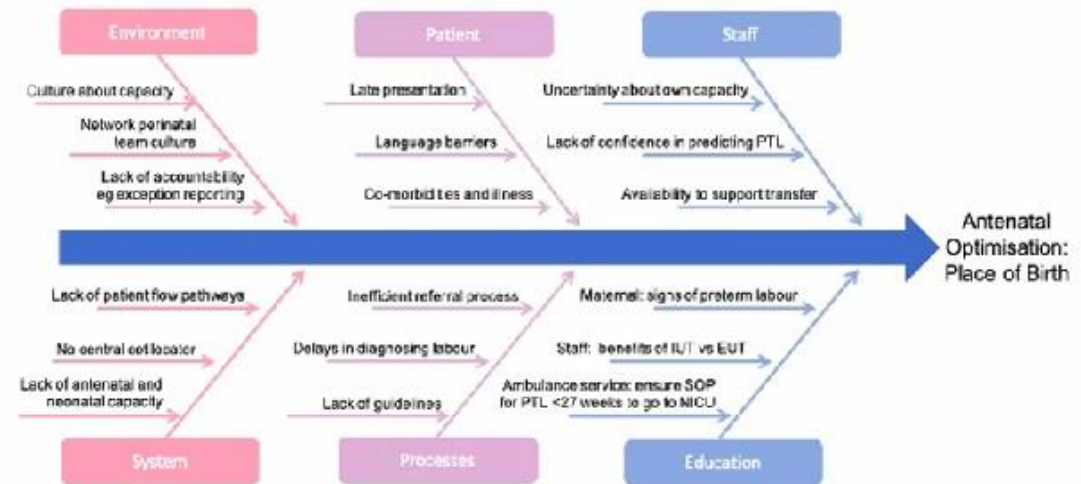 Environment
Patient
Staff
Culture about capacity
Network perinatal
team culture
Lack of accountability
eg exception reporting
Late presentation
Language barriers
Co-morbidities and illness
Uncertainty about own capacity
Lack of confidence in predicting PTL
Availability to support transfer
Antenatal
Optimisation:
Place of Birth
Lack of patient flow pathways
No central cot locator
Lack of antenatal and
neonatal capacity
Inefficient referral process
Delays in diagnosing labour
Lack of guidelines
Maternal: signs of preterm labour
Staff: benefits of IUT vs EUT
Ambulance service: ensure SOP
for PTL <27 weeks to go to NICU
System
Processes
Education